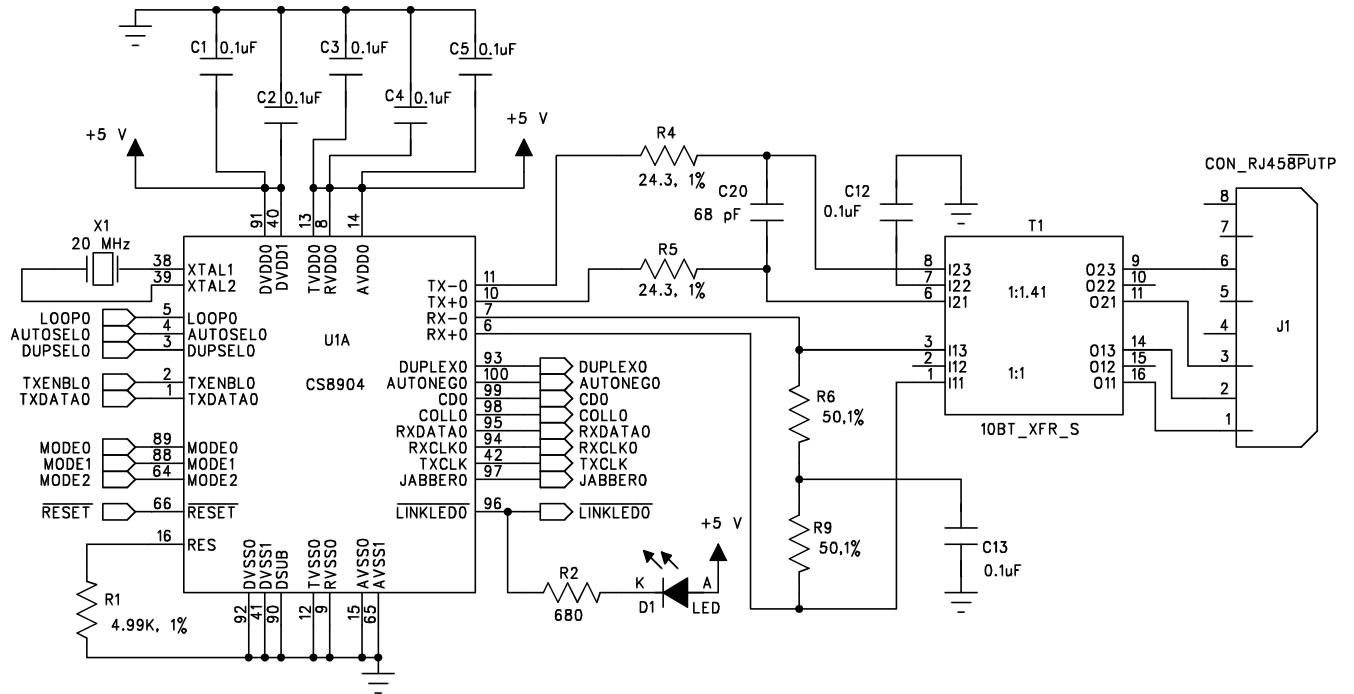 C1 0.1uF
C3 0.1uF
C5 0.1uF
C2 0.1uF
C4 0.1uF
+5 V
+5 V
91
40
13
8
14
DVDD0
DVDD1
TVDD0
RVDD0
AVDD0
X1
20 MHz
38 XTAL1
39 XTAL2
LOOP0 5 LOOP0
AUTOSEL0 4 AUTOSEL0
DUPSEL0 3 DUPSEL0
TXENBL0 2 TXENBL0
TXDATA0 1 TXDATA0
MODE0 89 MODE0
MODE1 88 MODE1
MODE2 64 MODE2
RESET 66 RESET
16 RES
R1
4.99K, 1%
U1A
CS8904
TX-0 11
TX+0 10
RX-0 7
RX+0 6
DUPLEX0 93 DUPLEX0
AUTONEG0 100 AUTONEG0
CD0 99 CD0
COLL0 98 COLL0
RXDATA0 95 RXDATA0
RXCLK0 94 RXCLK0
TXCLK 42 TXCLK
JABBER0 97 JABBER0
LINKLED0 96 LINKLED0
DVSS0
DVSS1
DSUB
TVSS0
RVSS0
AVSS0
AVSS1
92
41
90
12
9
15
65
R2
680
K
A
D1
LED
+5 V
R4
24.3, 1%
C20
68 pF
R5
24.3, 1%
C12
0.1uF
R6
50,1%
R9
50,1%
C13
0.1uF
T1
8 I23
7 I22
6 I21
3 I13
2 I12
1 I11
1:1.41
1:1
O23 9
O22 10
O21 11
O13 14
O12 15
O11 16
10BT_XFR_S
CON_RJ458PUTP
8
7
6
5
4
3
2
1
J1